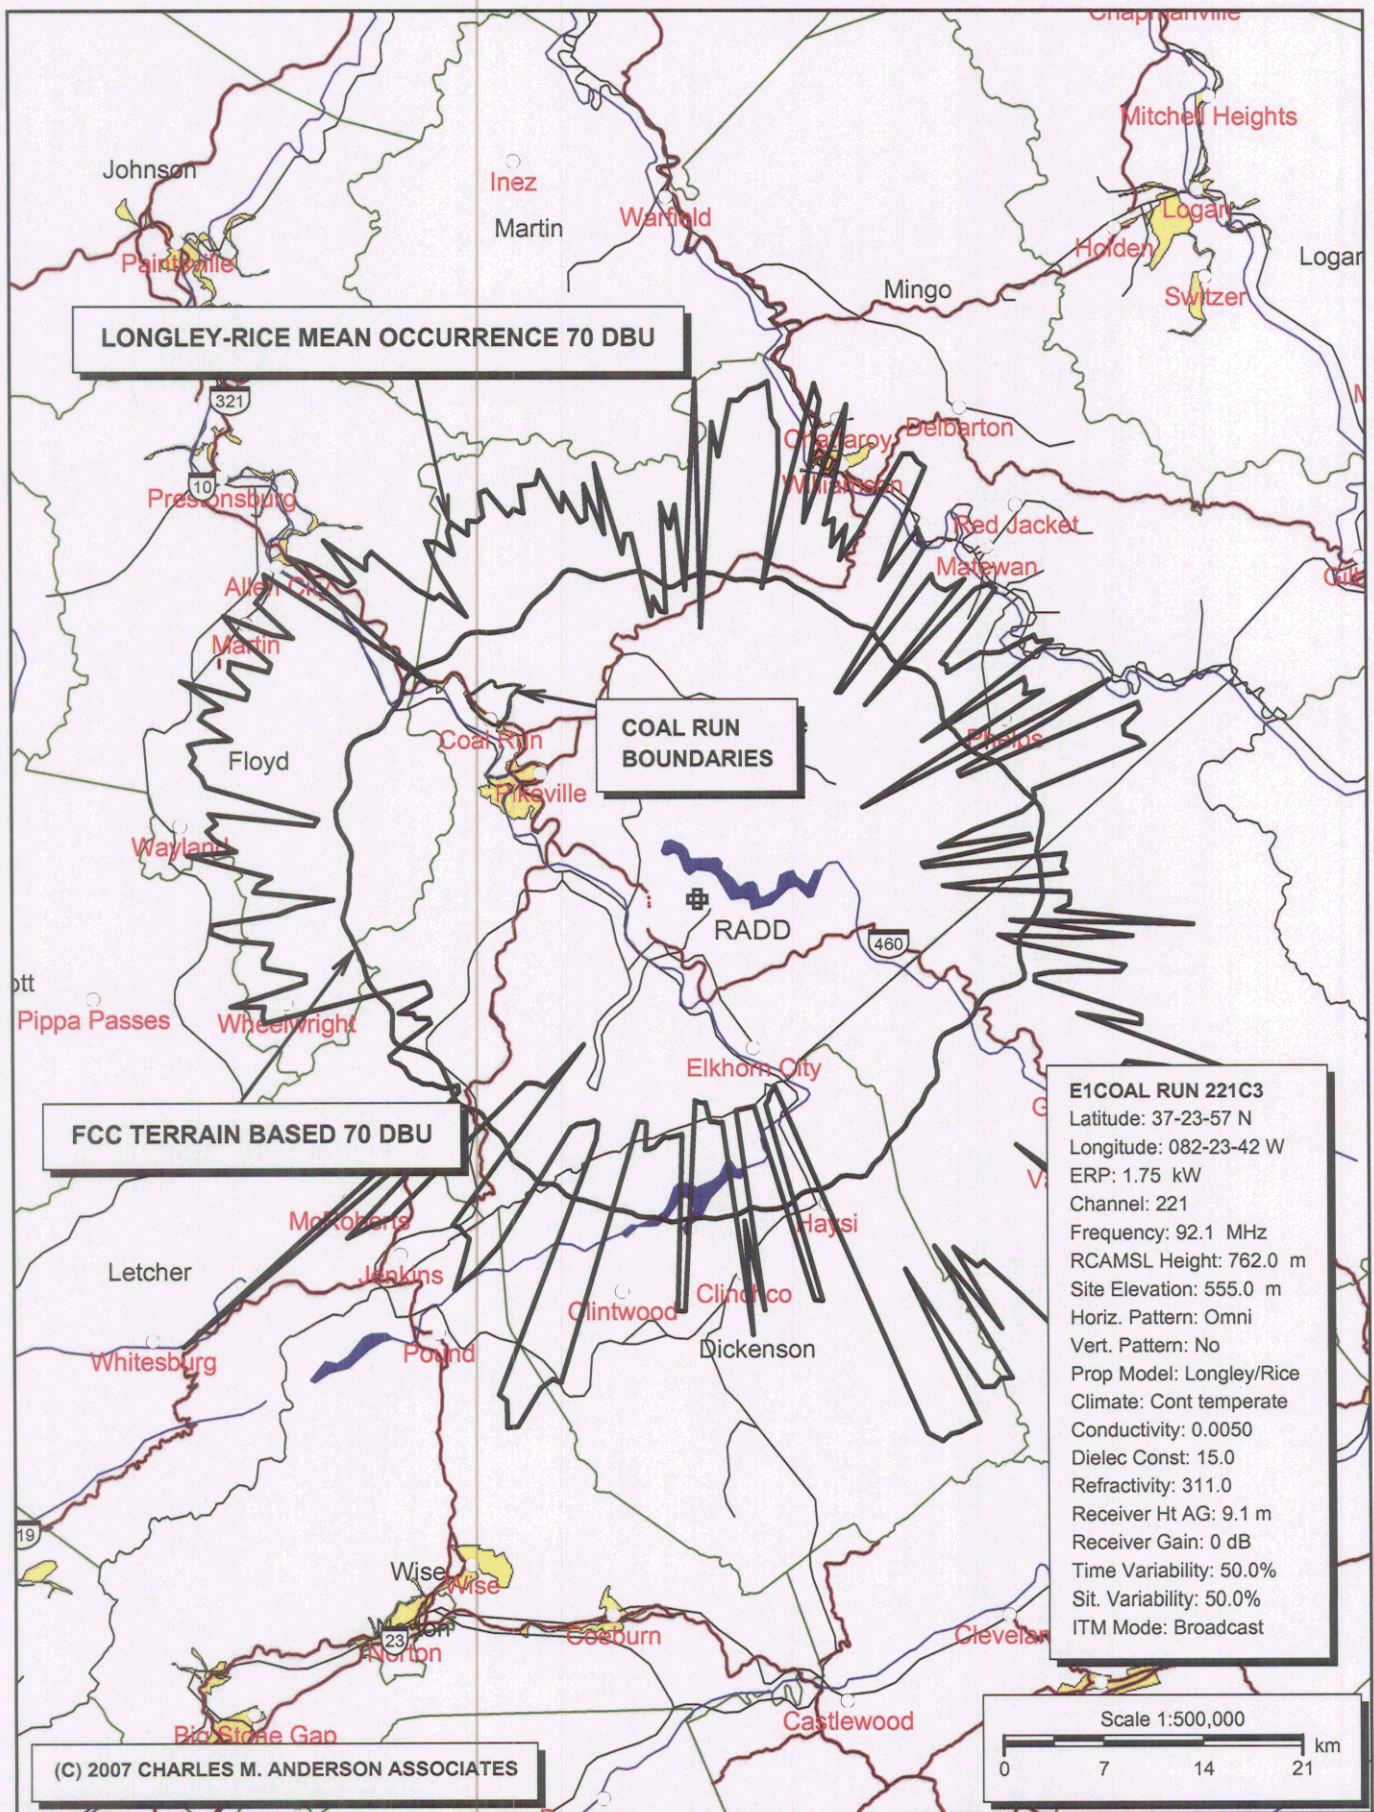 Chapmanville
Mitchell Heights
Johnson
Inez
Martin
Warfield
Logan
Holden
Paintsville
Mingo
Switzer
LONGLEY-RICE MEAN OCCURRENCE 70 DBU
321
Delbarton
Chattaroy
Williamson
10
Prestonsburg
Red Jacket
Matewan
Allen City
Martin
COAL RUN
BOUNDARIES
Coal Run
Phelps
Floyd
Pikeville
Wayland
RADD
460
Pippa Passes
Wheelwright
Elkhorn City
FCC TERRAIN BASED 70 DBU
McRoberts
Haysi
Letcher
Jenkins
Clintwood
Clinchco
Dickenson
Whitesburg
Pound
E1COAL RUN 221C3
Latitude: 37-23-57 N
Longitude: 082-23-42 W
ERP: 1.75 kW
Channel: 221
Frequency: 92.1 MHz
RCAMSL Height: 762.0 m
Site Elevation: 555.0 m
Horiz. Pattern: Omni
Vert. Pattern: No
Prop Model: Longley/Rice
Climate: Cont temperate
Conductivity: 0.0050
Dielec Const: 15.0
Refractivity: 311.0
Receiver Ht AG: 9.1 m
Receiver Gain: 0 dB
Time Variability: 50.0%
Sit. Variability: 50.0%
ITM Mode: Broadcast
19
Wise
Wise
23
Norton
Coeburn
Castlewood
Big Stone Gap
(C) 2007 CHARLES M. ANDERSON ASSOCIATES
Scale 1:500,000
0 7 14 21 km